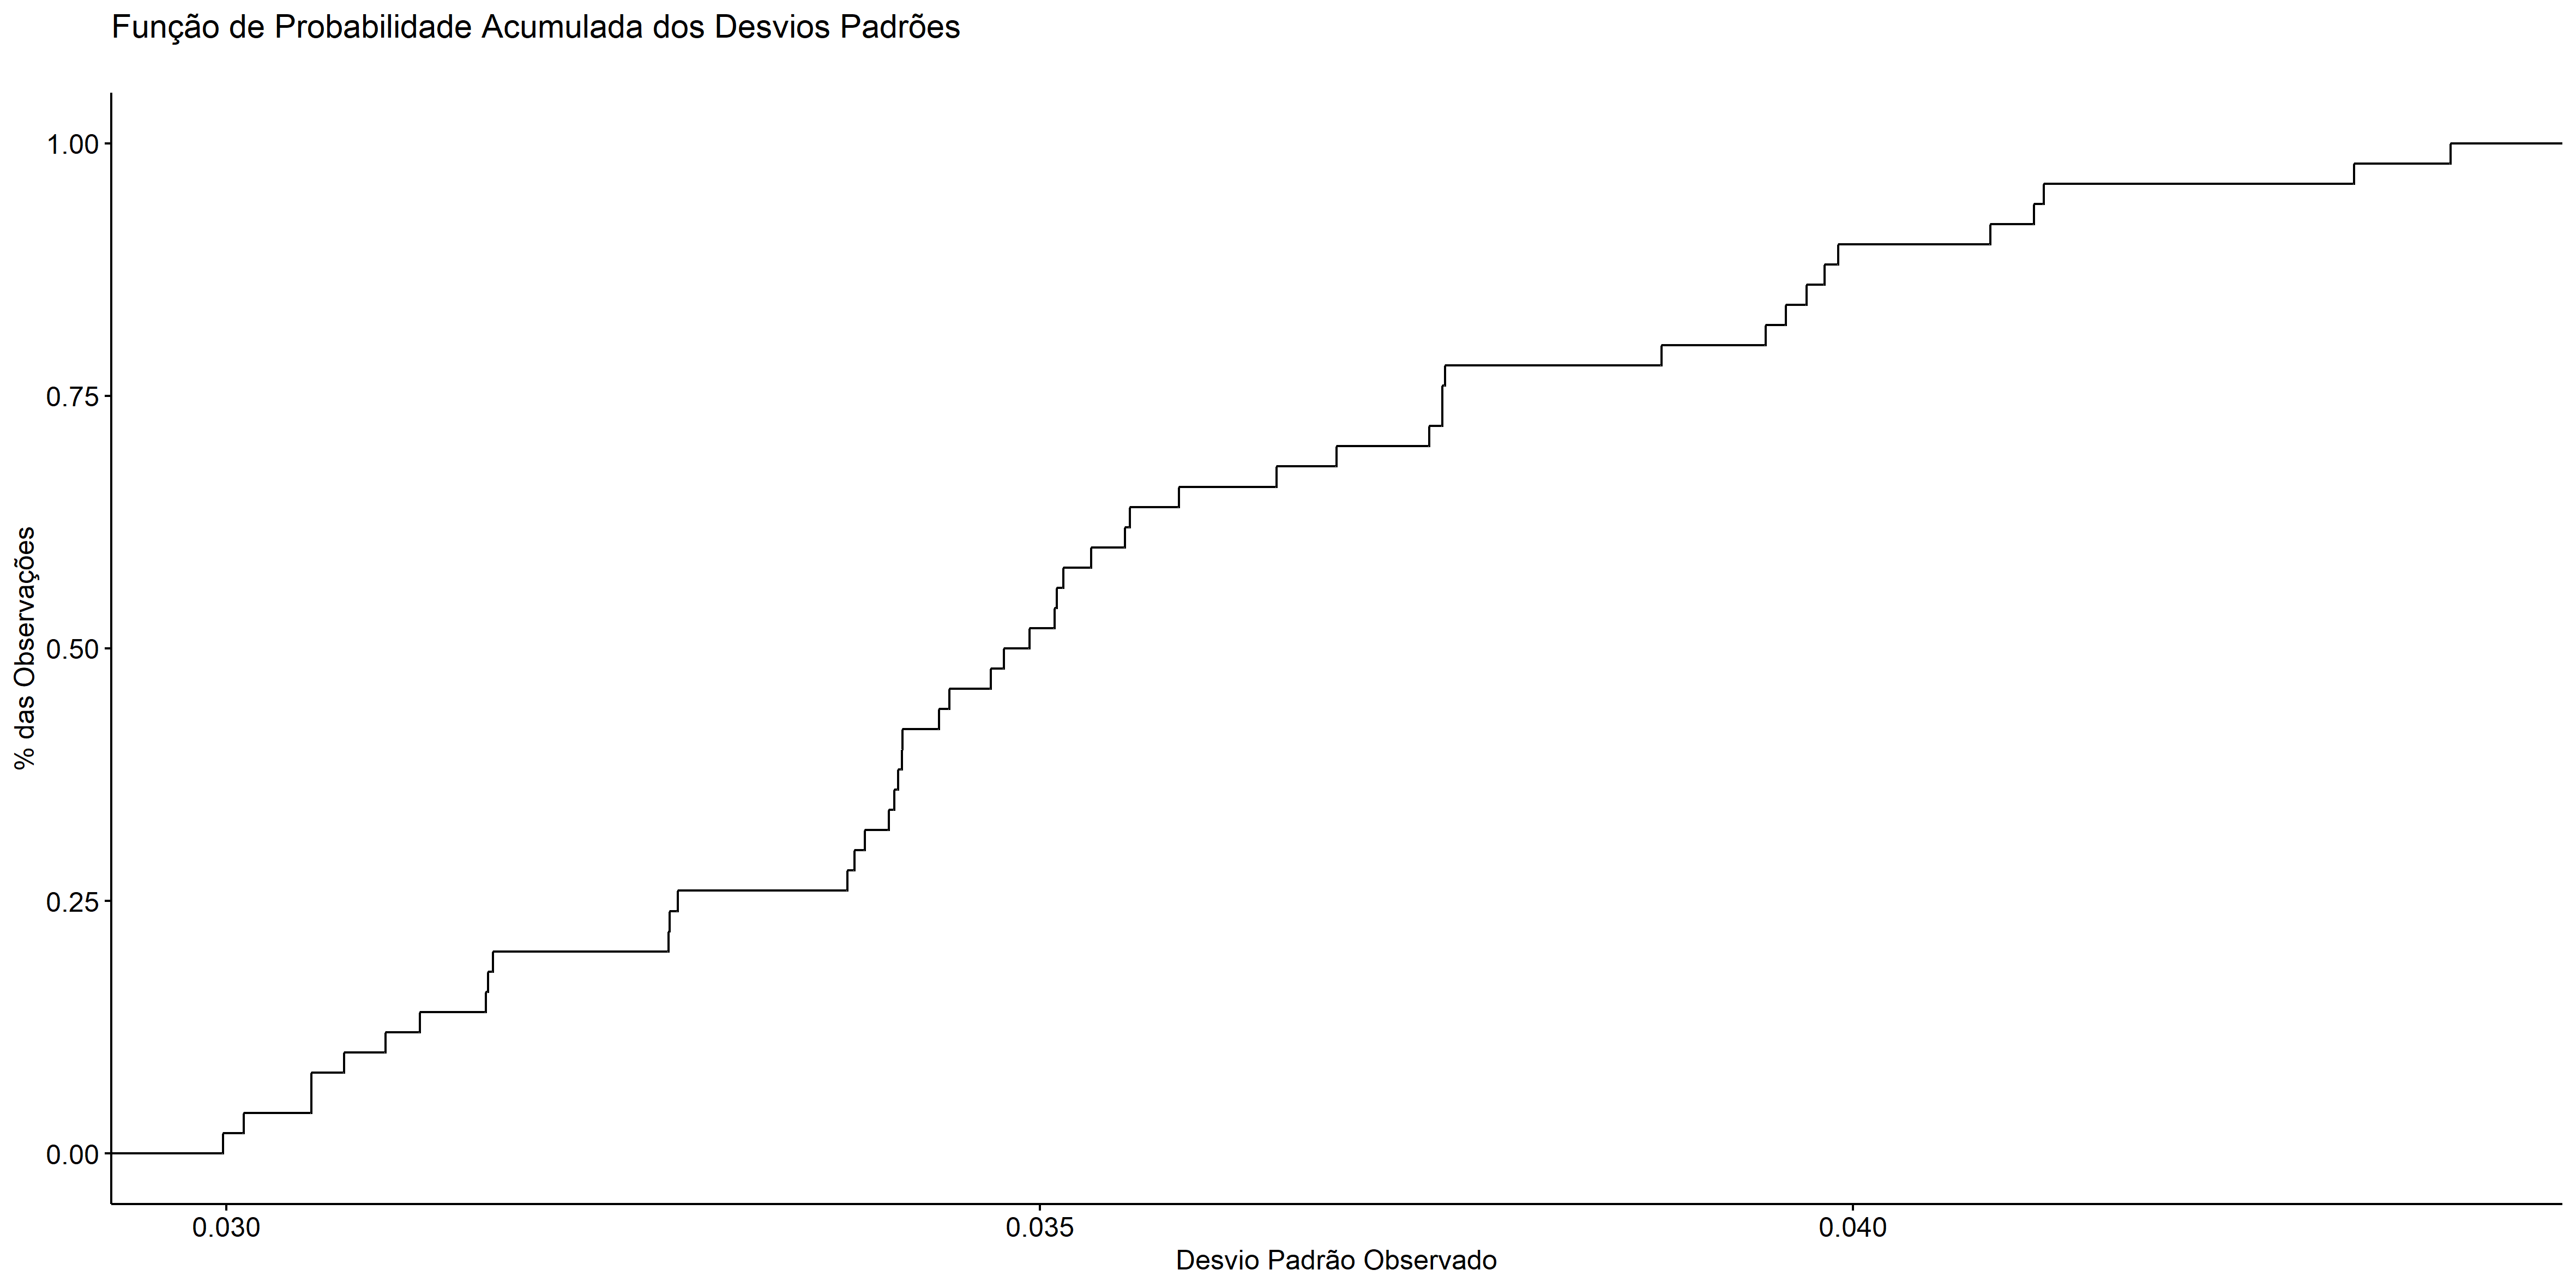 Função de Probabilidade Acumulada dos Desvios Padrões
1.00
0.75
0.50
0.25
0.00
% das Observações
0.030 0.035 0.040
Desvio Padrão Observado